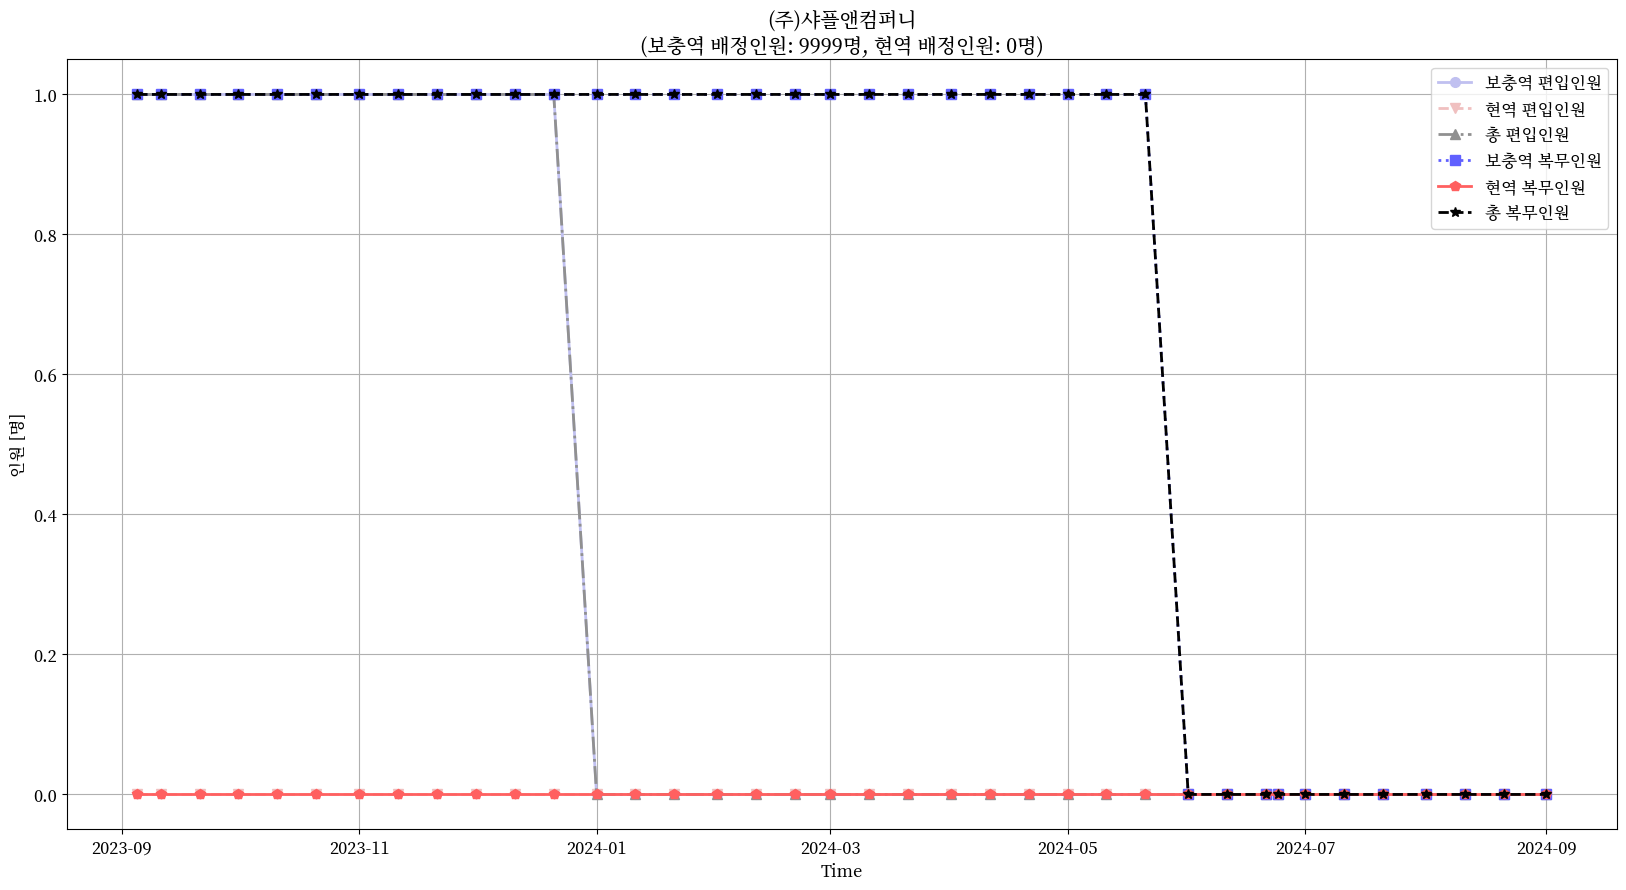 (주)샤플앤컴퍼니
(보충역 배정인원: 9999명, 현역 배정인원: 0명)
보충역 편입인원
현역 편입인원
총 편입인원
보충역 복무인원
현역 복무인원
총 복무인원
1.0
0.8
0.6
0.4
0.2
0.0
인원 [명]
2023-09 2023-11 2024-01 2024-03 2024-05 2024-07 2024-09
Time